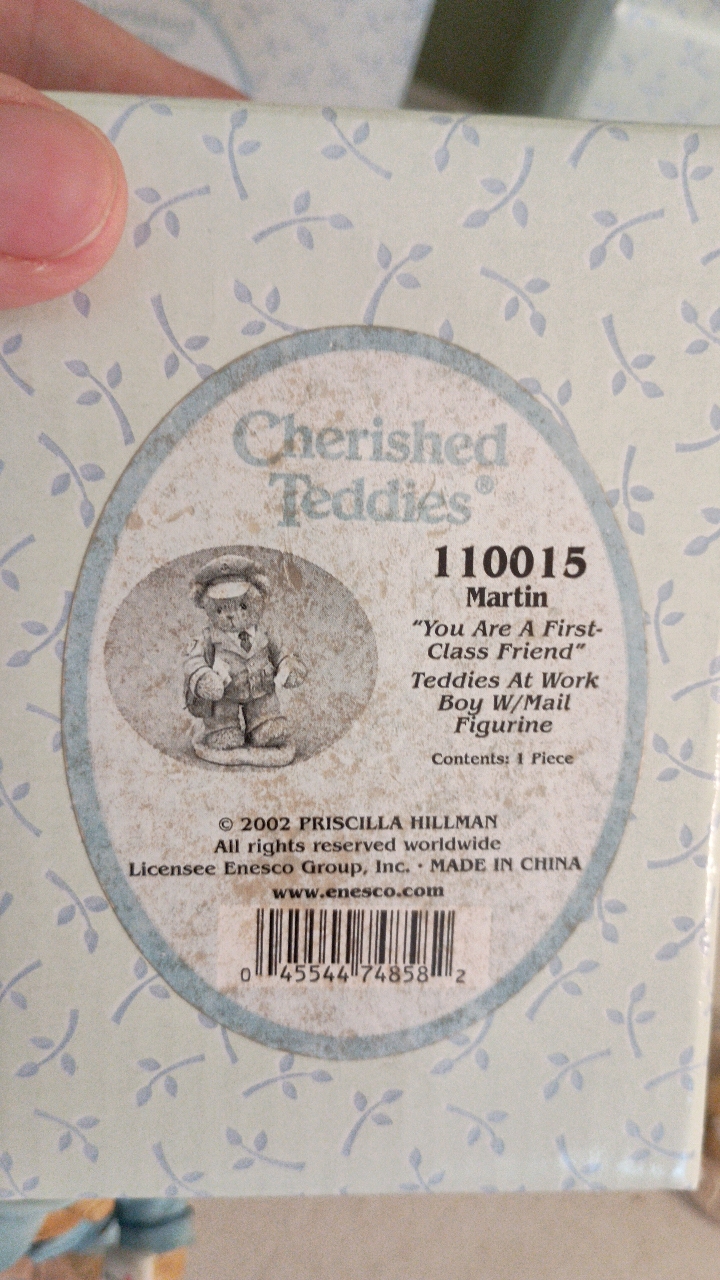 Cherished
Teddies®
110015
Martin
"You Are A First-
Class Friend"
Teddies At Work
Boy W/Mail
Figurine
Contents: 1 Piece
© 2002 PRISCILLA HILLMAN
All rights reserved worldwide
Licensee Enesco Group, Inc. · MADE IN CHINA
www.enesco.com
0 45544 74858 2